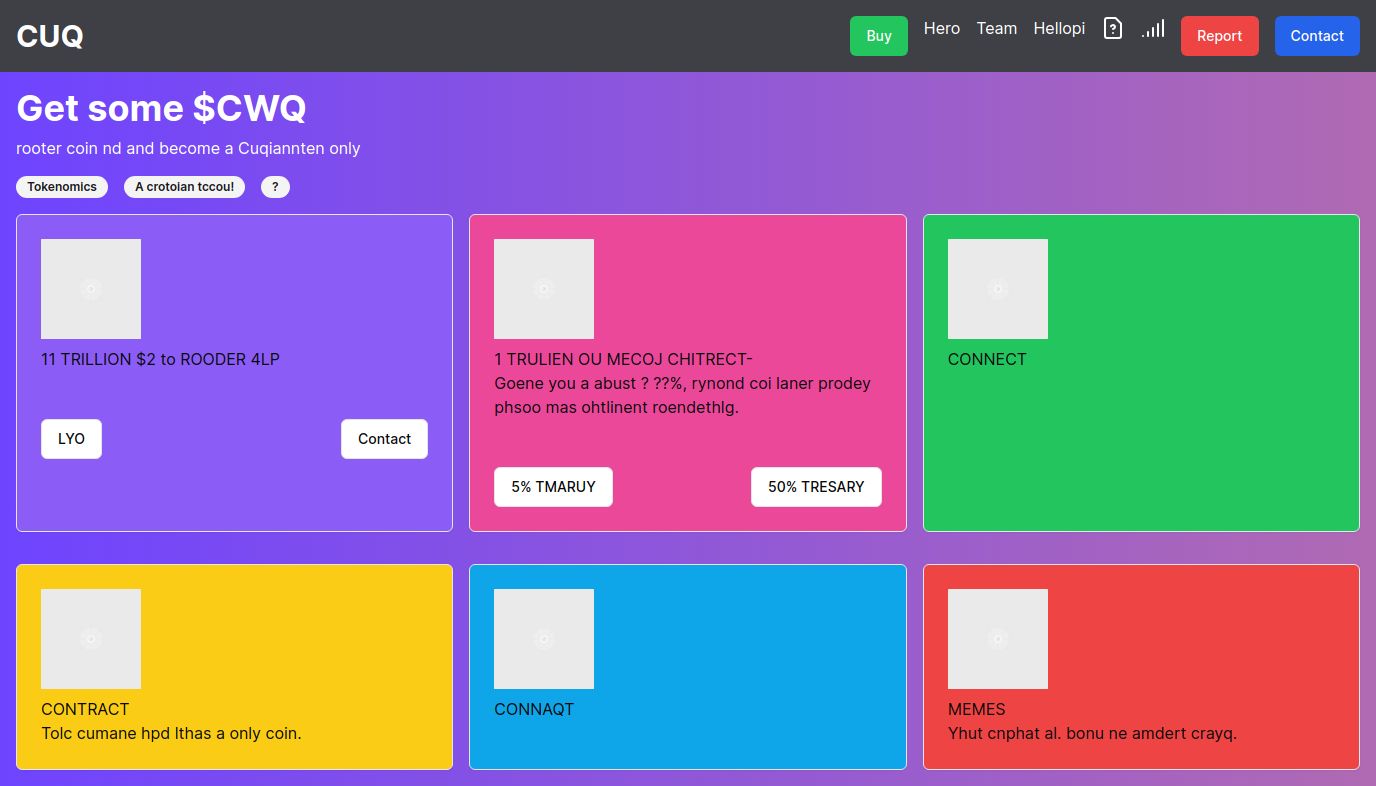 CUQ
Buy Hero Team Hellopi Report Contact
Get some $CWQ
rooter coin nd and become a Cuqiannten only
Tokenomics A crotoian tccou! ?
11 TRILLION $2 to ROODER 4LP
LYO Contact
1 TRULIEN OU MECOJ CHITRECT-
Goene you a abust ? ??%, rynond coi laner prodey
phsoo mas ohtlinent roendethlg.
5% TMARUY 50% TRESARY
CONNECT
CONTRACT
Tolc cumane hpd lthas a only coin.
CONNAQT
MEMES
Yhut cnphat al. bonu ne amdert crayq.